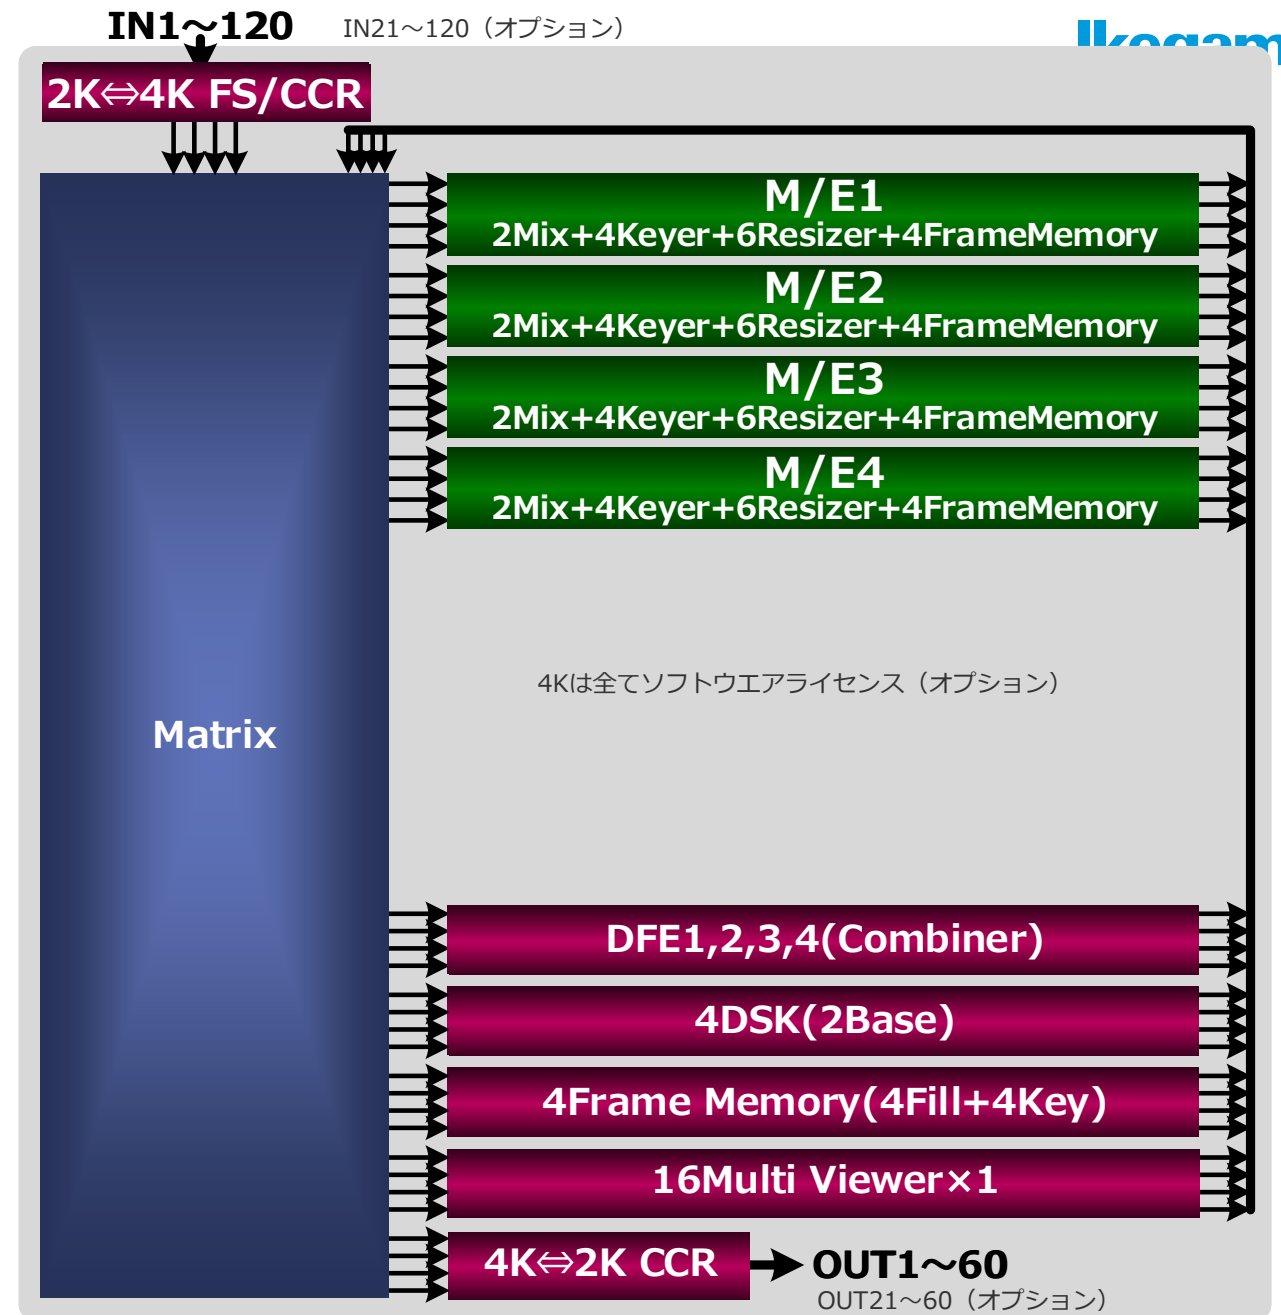 IN1～120 IN21～120（オプション）
2K⇔4K FS/CCR
M/E1
2Mix+4Keyer+6Resizer+4FrameMemory
M/E2
2Mix+4Keyer+6Resizer+4FrameMemory
M/E3
2Mix+4Keyer+6Resizer+4FrameMemory
M/E4
2Mix+4Keyer+6Resizer+4FrameMemory
4Kは全てソフトウエアライセンス（オプション）
Matrix
DFE1,2,3,4(Combiner)
4DSK(2Base)
4Frame Memory(4Fill+4Key)
16Multi Viewer×1
4K⇔2K CCR
OUT1～60
OUT21～60（オプション）